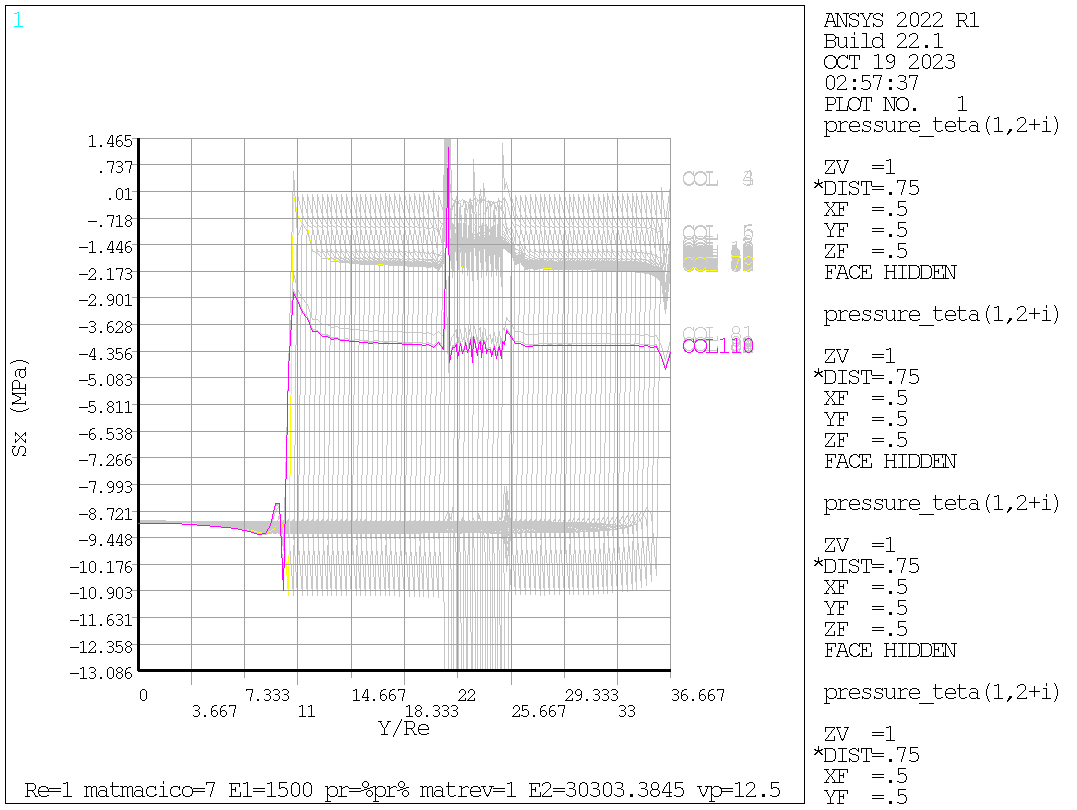 1
ANSYS 2022 R1
Build 22.1
OCT 19 2023
02:57:37
PLOT NO. 1
pressure_teta(1,2+i)
ZV =1
*DIST=.75
XF =.5
YF =.5
ZF =.5
FACE HIDDEN
pressure_teta(1,2+i)
ZV =1
*DIST=.75
XF =.5
YF =.5
ZF =.5
FACE HIDDEN
pressure_teta(1,2+i)
ZV =1
*DIST=.75
XF =.5
YF =.5
ZF =.5
FACE HIDDEN
pressure_teta(1,2+i)
ZV =1
*DIST=.75
XF =.5
YF =.5
1.465
.737
.01
-.718
-1.446
-2.173
-2.901
-3.628
-4.356
-5.083
-5.811
-6.538
-7.266
-7.993
-8.721
-9.448
-10.176
-10.903
-11.631
-12.358
-13.086
Sx (MPa)
COL
COL 5
COL
COL 81
COL110
0
3.667
7.333
11
14.667
18.333
22
25.667
29.333
33
36.667
Y/Re
Re=1 matmacico=7 E1=1500 pr=%pr% matrev=1 E2=30303.3845 vp=12.5